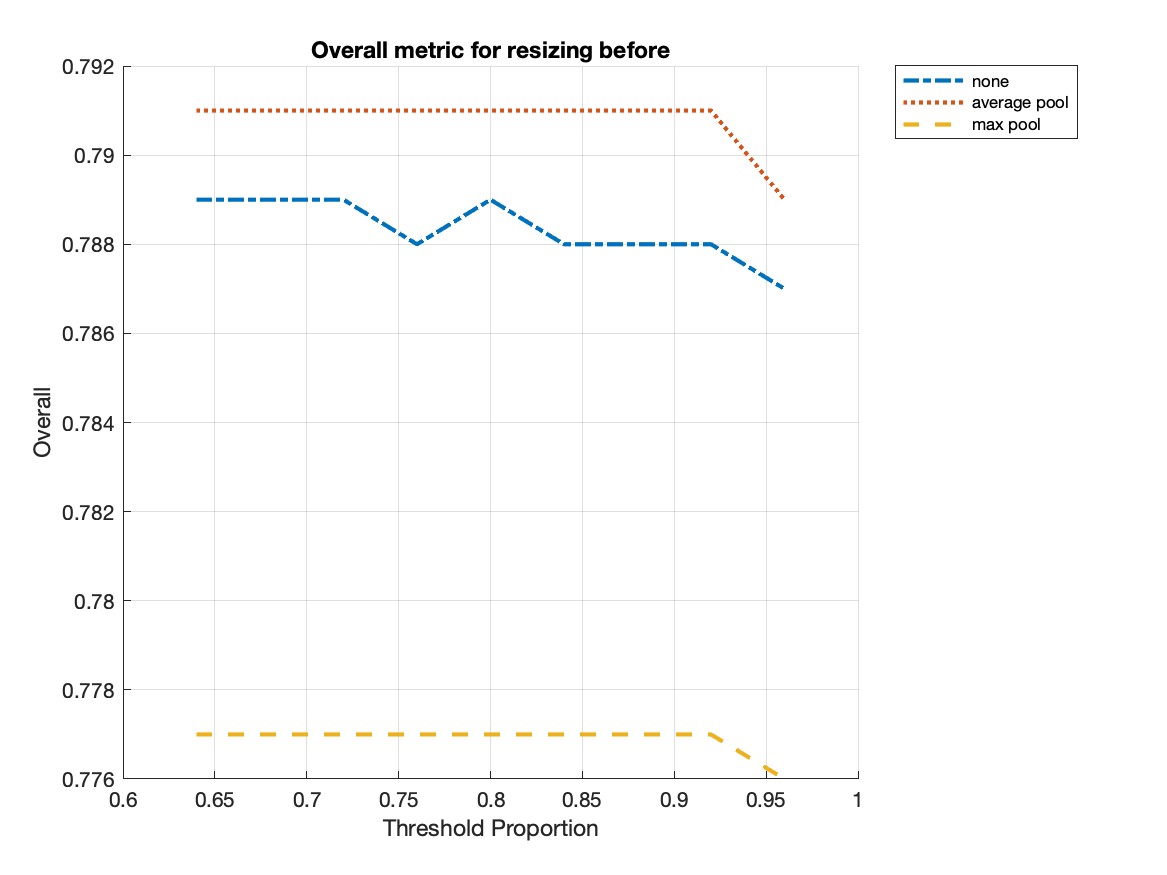 Overall metric for resizing before
none
average pool
max pool
0.792
0.79
0.788
0.786
0.784
0.782
0.78
0.778
0.776
Overall
0.6 0.65 0.7 0.75 0.8 0.85 0.9 0.95 1
Threshold Proportion